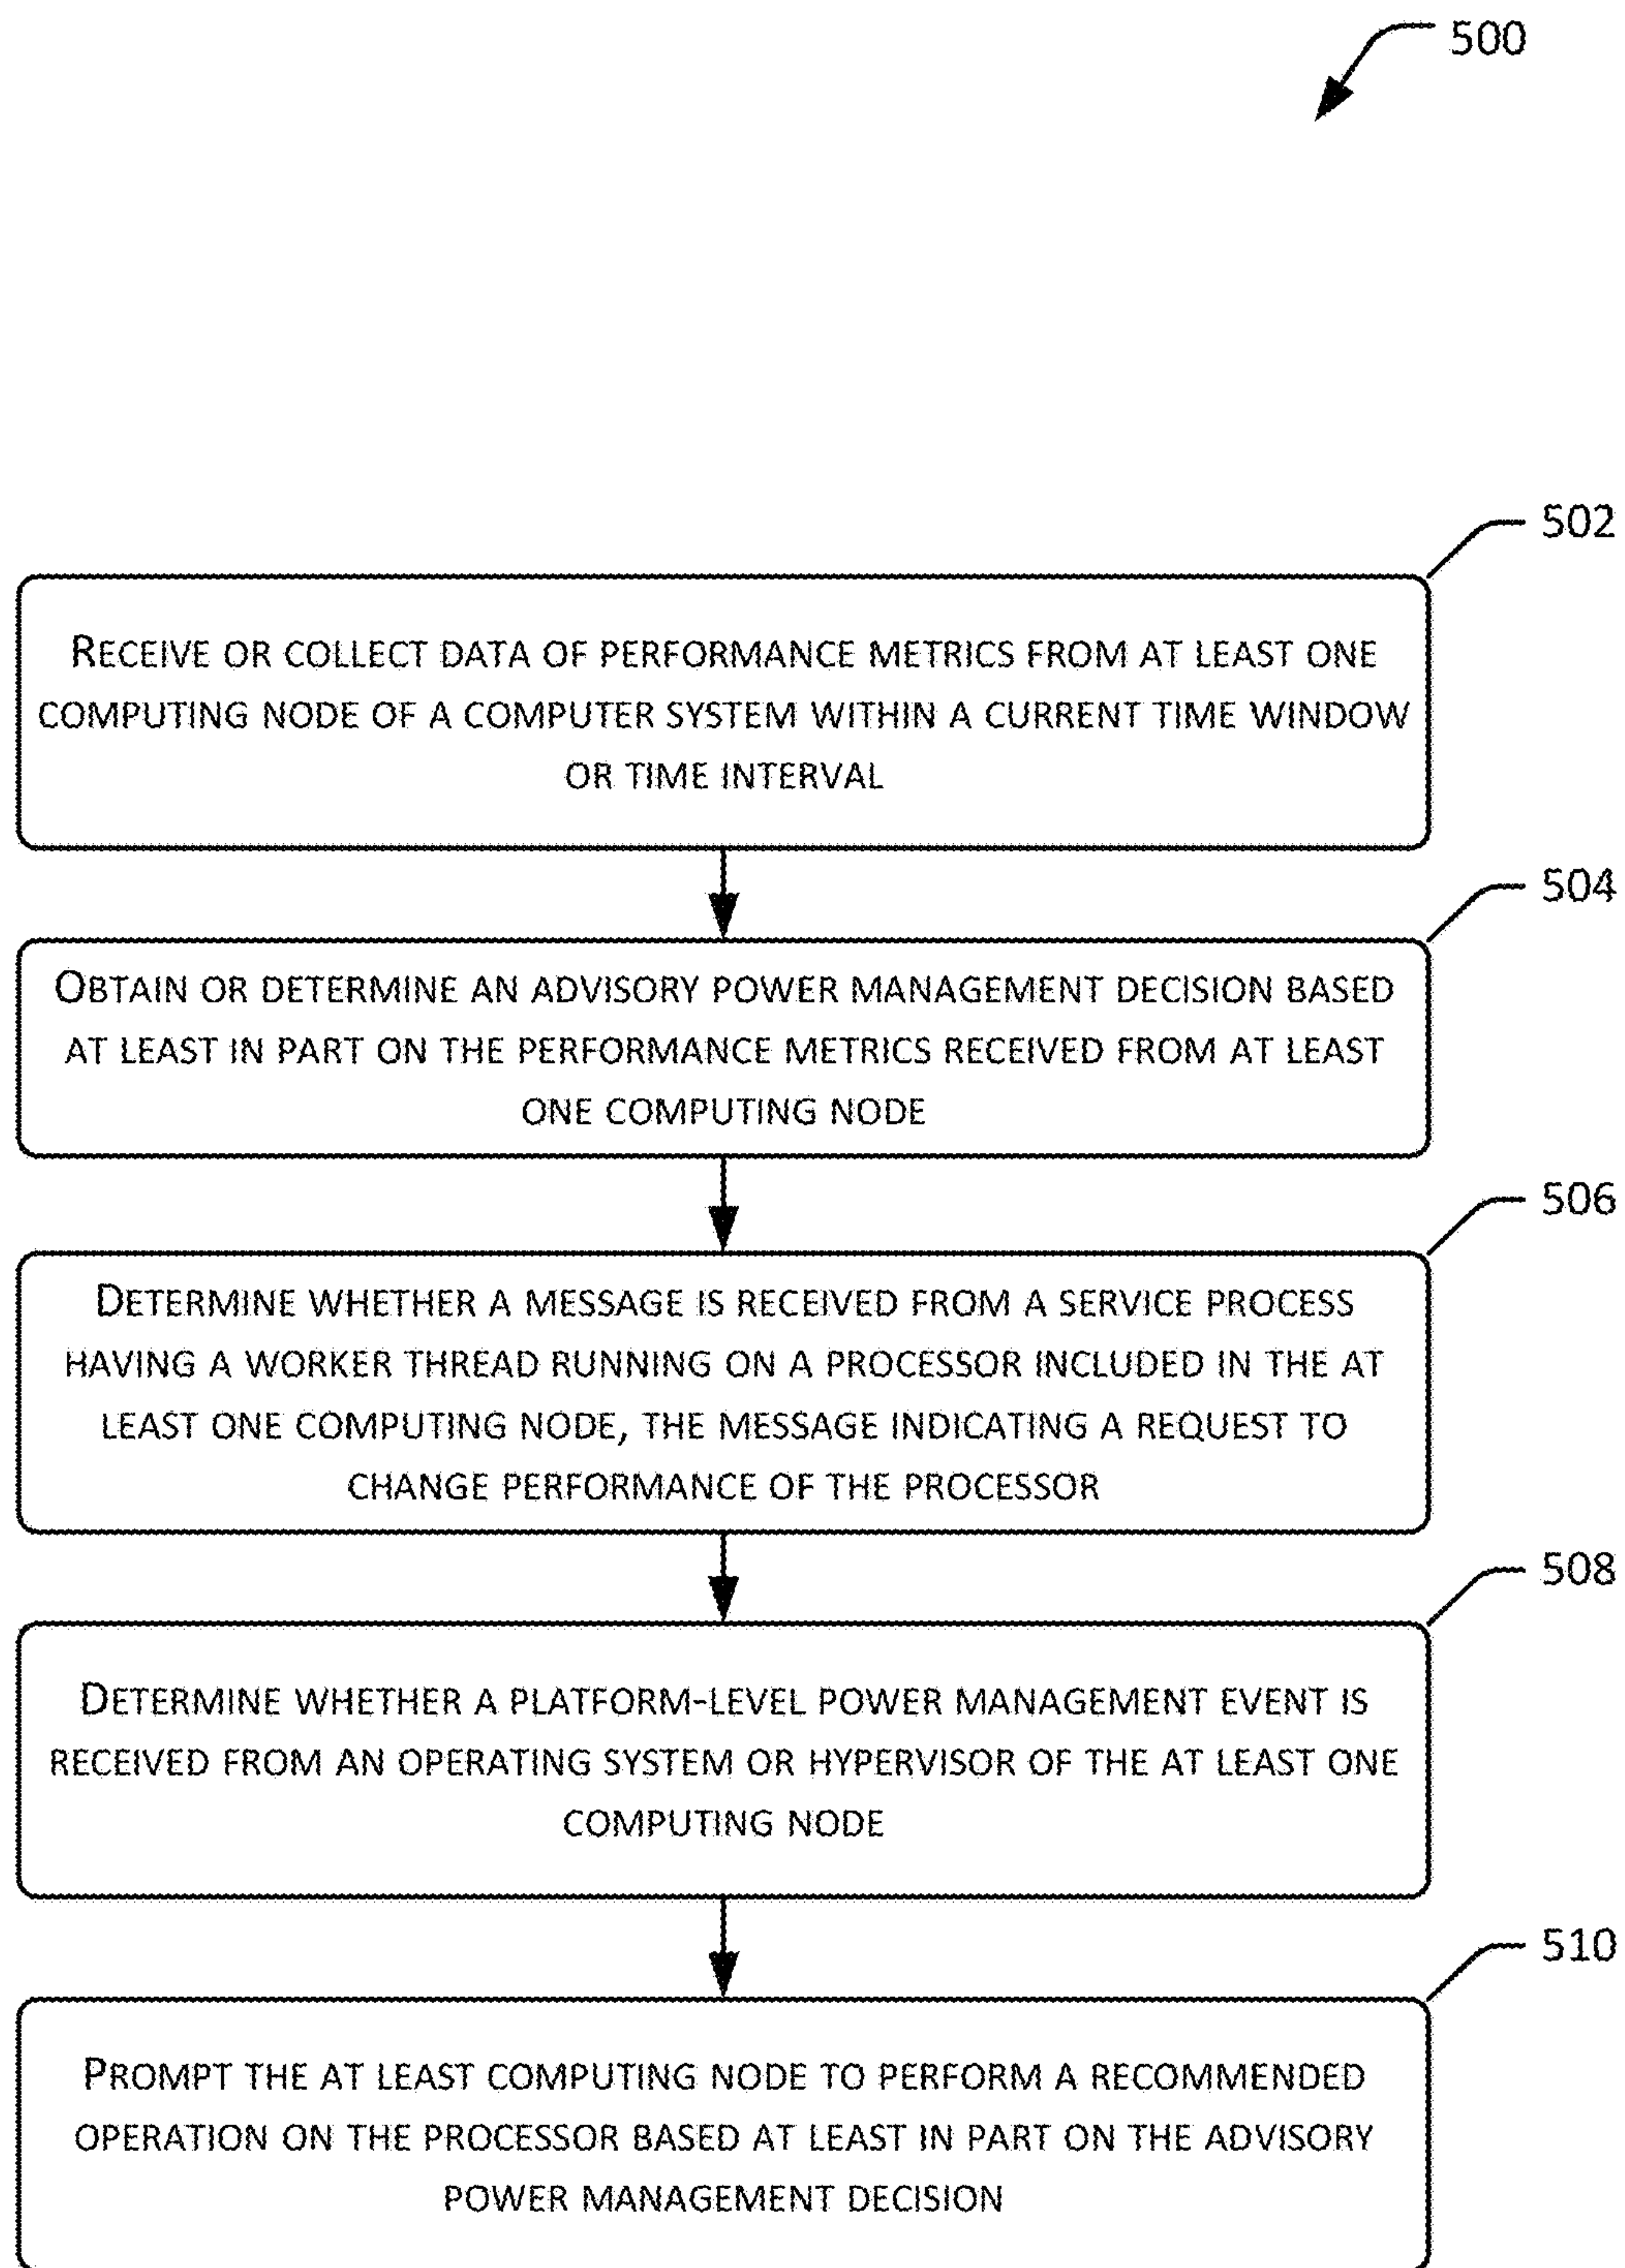 500
502
RECEIVE OR COLLECT DATA OF PERFORMANCE METRICS FROM AT LEAST ONE
COMPUTING NODE OF A COMPUTER SYSTEM WITHIN A CURRENT TIME WINDOW
OR TIME INTERVAL
504
OBTAIN OR DETERMINE AN ADVISORY POWER MANAGEMENT DECISION BASED
AT LEAST IN PART ON THE PERFORMANCE METRICS RECEIVED FROM AT LEAST
ONE COMPUTING NODE
506
DETERMINE WHETHER A MESSAGE IS RECEIVED FROM A SERVICE PROCESS
HAVING A WORKER THREAD RUNNING ON A PROCESSOR INCLUDED IN THE AT
LEAST ONE COMPUTING NODE, THE MESSAGE INDICATING A REQUEST TO
CHANGE PERFORMANCE OF THE PROCESSOR
508
DETERMINE WHETHER A PLATFORM-LEVEL POWER MANAGEMENT EVENT IS
RECEIVED FROM AN OPERATING SYSTEM OR HYPERVISOR OF THE AT LEAST ONE
COMPUTING NODE
510
PROMPT THE AT LEAST COMPUTING NODE TO PERFORM A RECOMMENDED
OPERATION ON THE PROCESSOR BASED AT LEAST IN PART ON THE ADVISORY
POWER MANAGEMENT DECISION